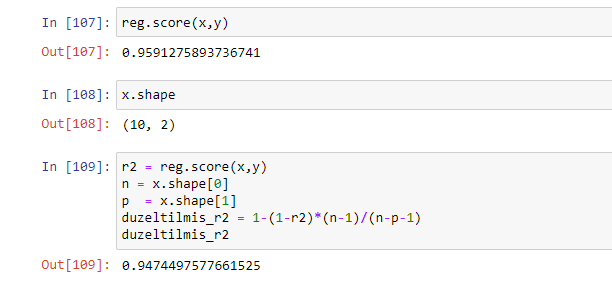 In [107]: reg.score(x,y)
Out[107]: 0.9591275893736741
In [108]: x.shape
Out[108]: (10, 2)
In [109]: r2 = reg.score(x,y)
n = x.shape[0]
p  = x.shape[1]
duzeltilmis_r2 = 1-(1-r2)*(n-1)/(n-p-1)
duzeltilmis_r2
Out[109]: 0.9474497577661525